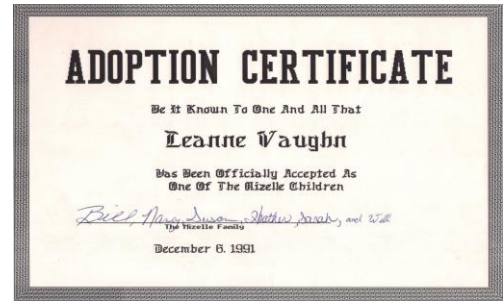 ADOPTION CERTIFICATE
Be It Known To One And All That
Leanne Vaughn
Has Been Officially Accepted As
One Of The Mizelle Children
Bill, Nancy, Susan, Heather, Sarah, and Will
The Mizelle Family
December 6, 1991